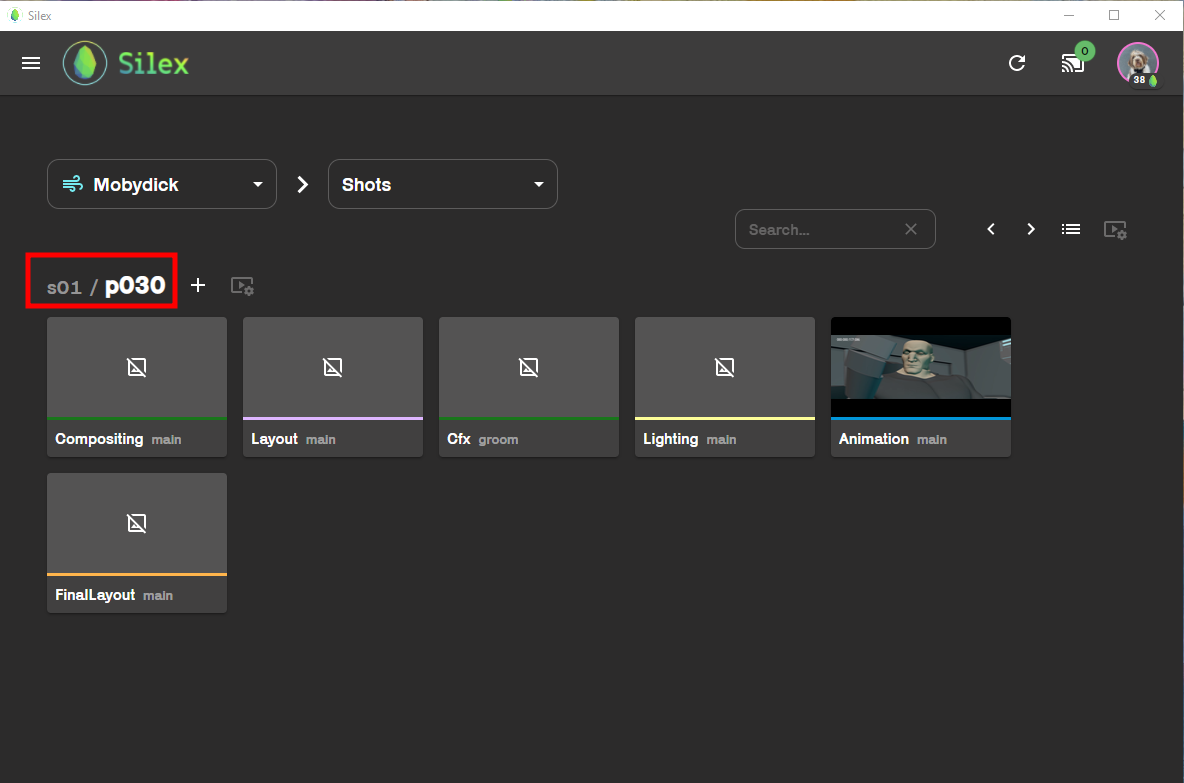 Silex
Silex
0
38
Mobydick
Shots
Search...
s01 / p030
Compositing main
Layout main
Cfx groom
Lighting main
Animation main
FinalLayout main